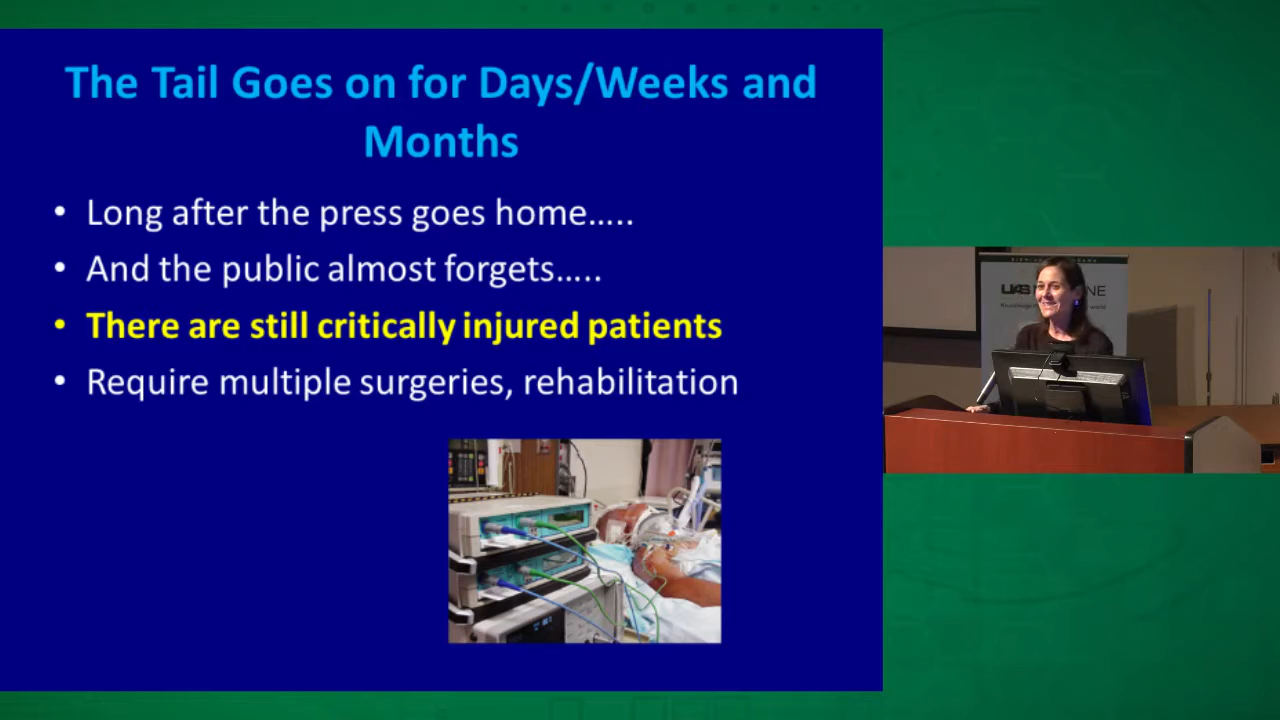 The Tail Goes on for Days/Weeks and
Months
• Long after the press goes home…..
• And the public almost forgets…..
• There are still critically injured patients
• Require multiple surgeries, rehabilitation
UAB